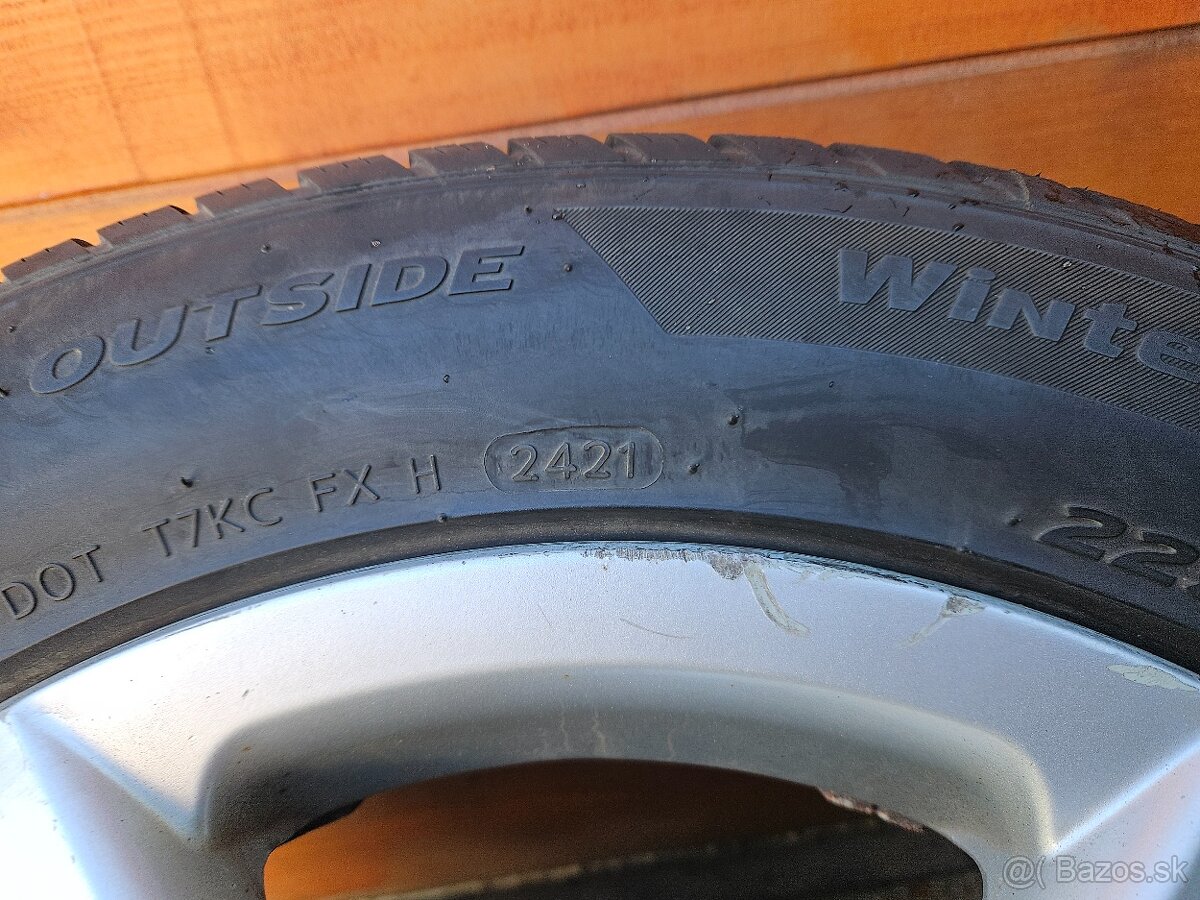 OUTSIDE
Winte
DOT T7KC FX H 2421
22
@( Bazos.sk